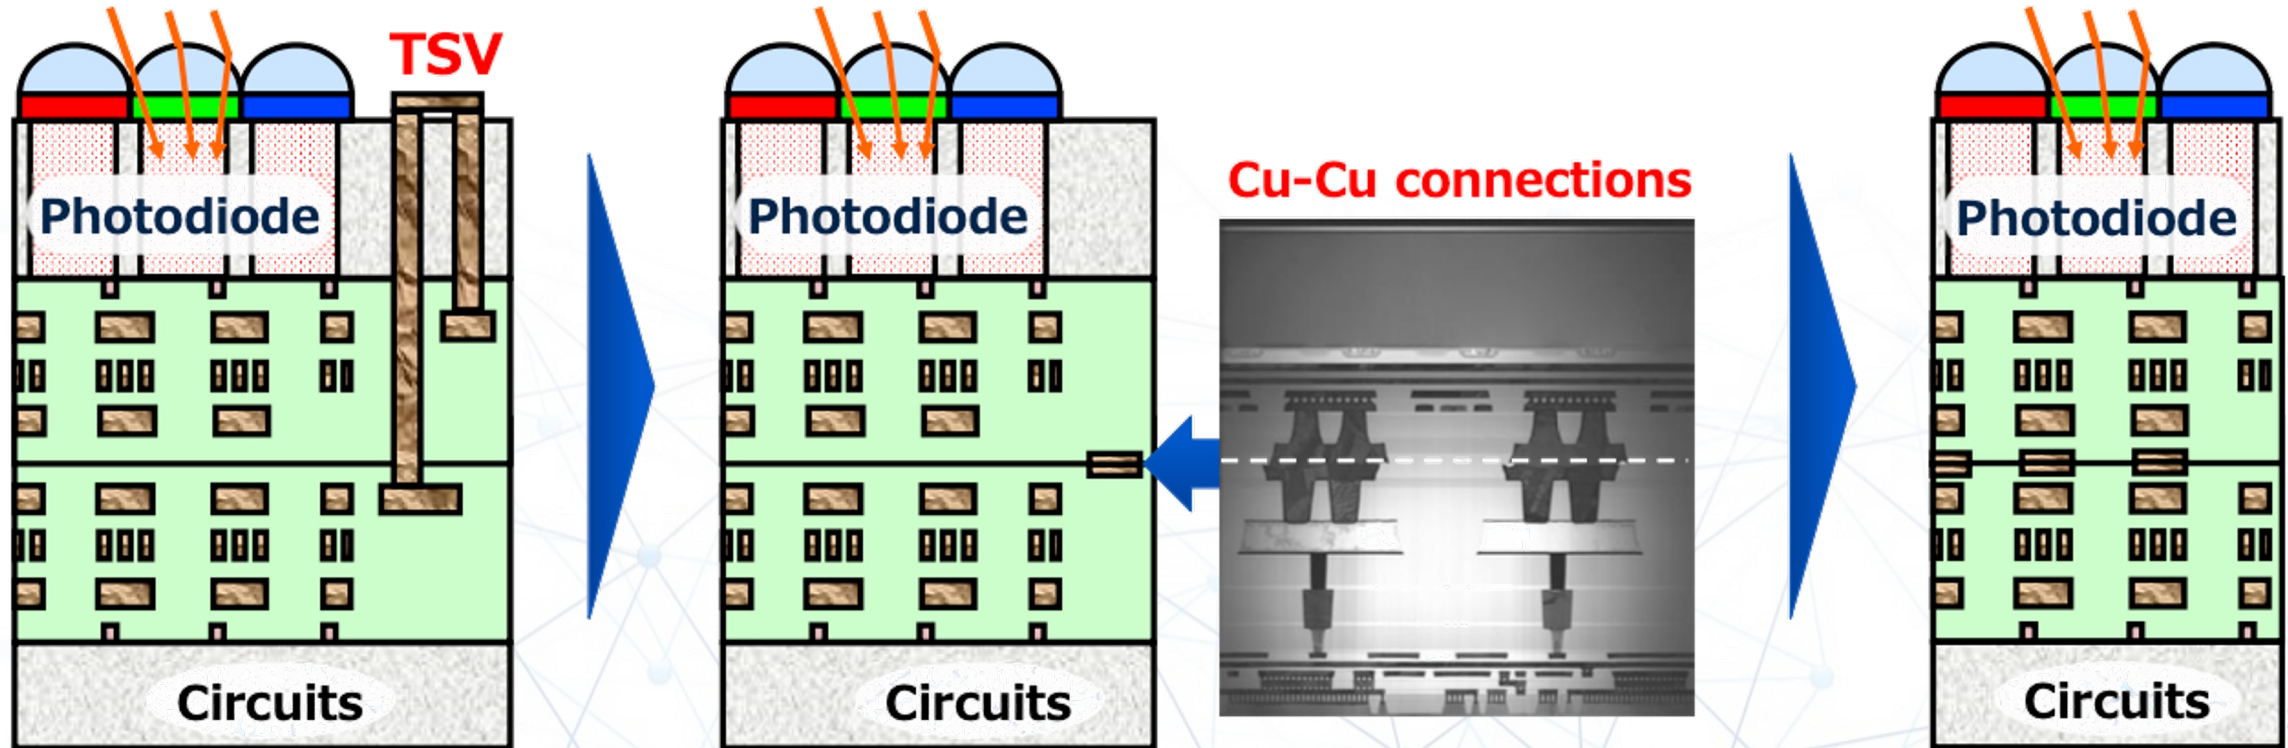 TSV
Photodiode
Circuits
Photodiode
Circuits
Cu-Cu connections
Photodiode
Circuits